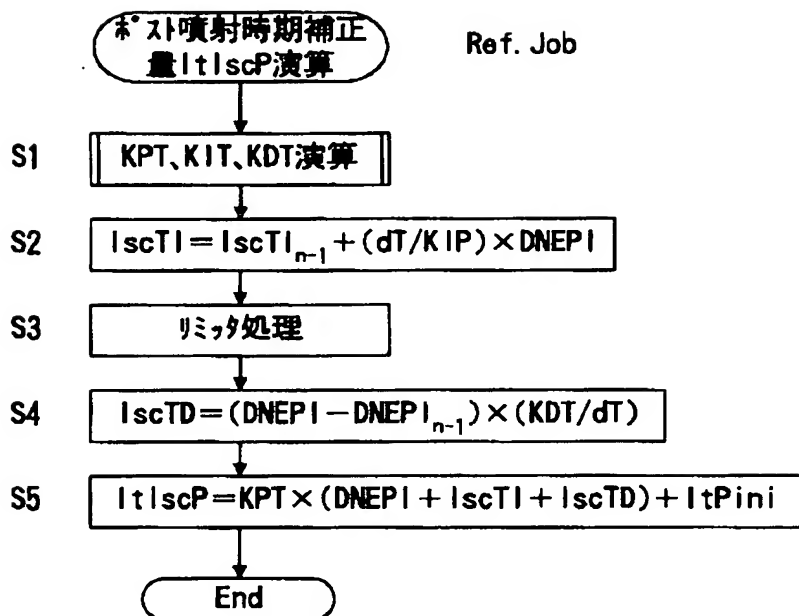 ポスト噴射時期補正
量ItIscP演算
Ref. Job
S1
KPT、KIT、KDT演算
S2
IscTI=IscTIn-1+(dT/KIP)×DNEPI
S3
リミッタ処理
S4
IscTD=(DNEPI-DNEPIn-1)×(KDT/dT)
S5
ItIscP=KPT×(DNEPI+IscTI+IscTD)+ItPini
End